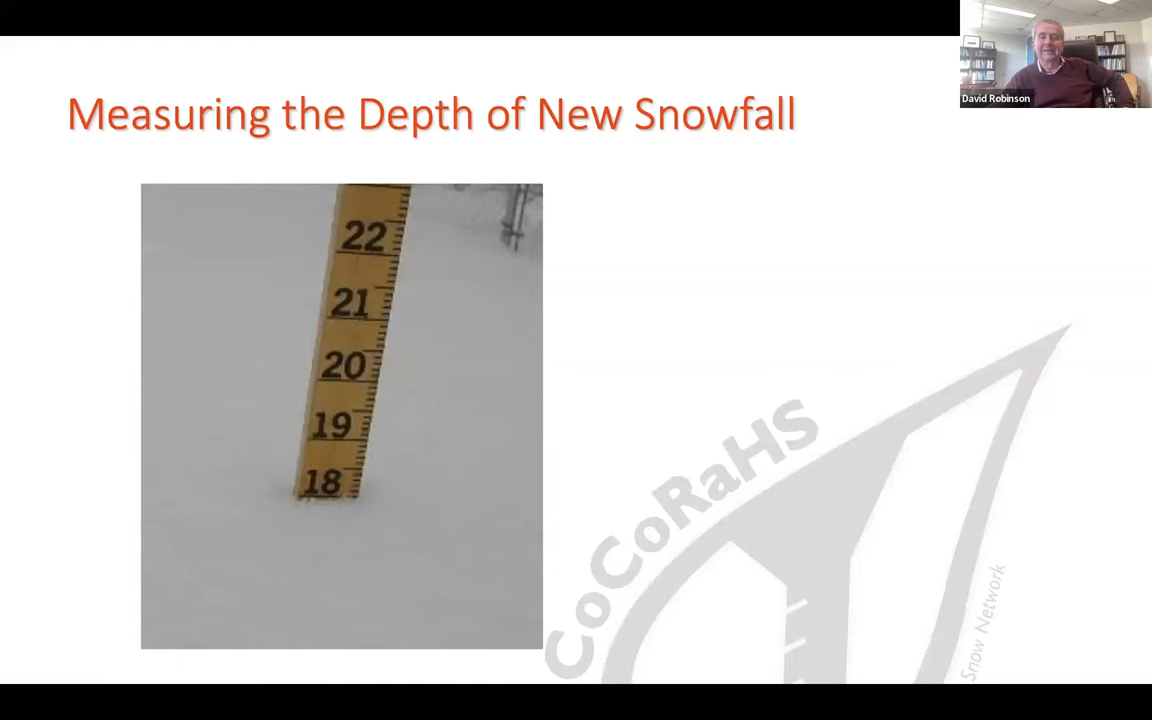 David Robinson
Measuring the Depth of New Snowfall
22
21
20
19
18
CoCoRaHS
Snow Network